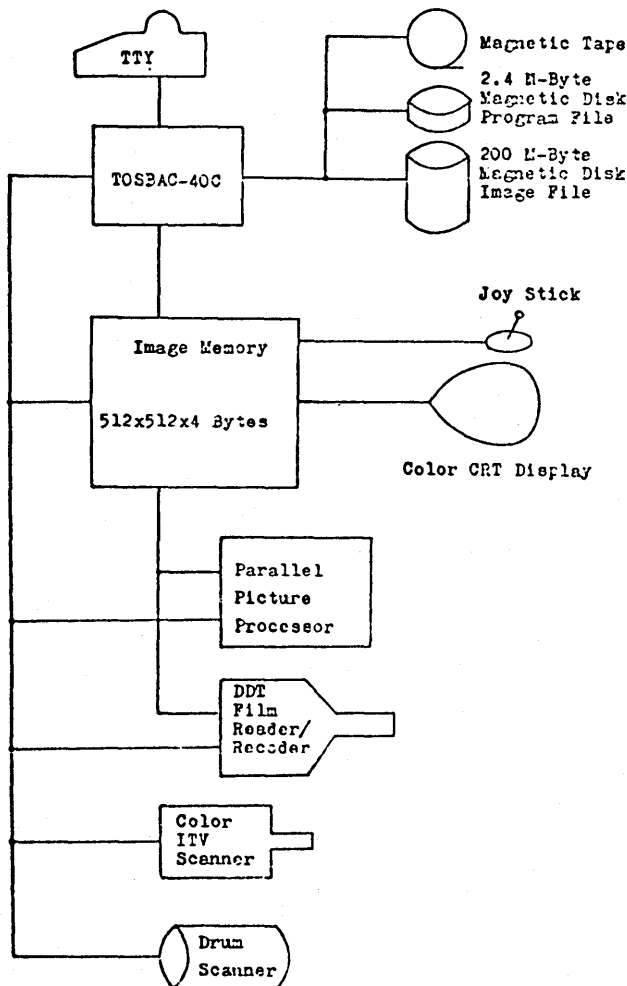 TTY
Magnetic Tape
2.4 M-Byte
Magnetic Disk
Program File
TOSBAC-40C
200 M-Byte
Magnetic Disk
Image File
Joy Stick
Image Memory
512x512x4 Bytes
Color CRT Display
Parallel
Picture
Processor
DDT
Film
Reader/
Recoder
Color
ITV
Scanner
Drum
Scanner